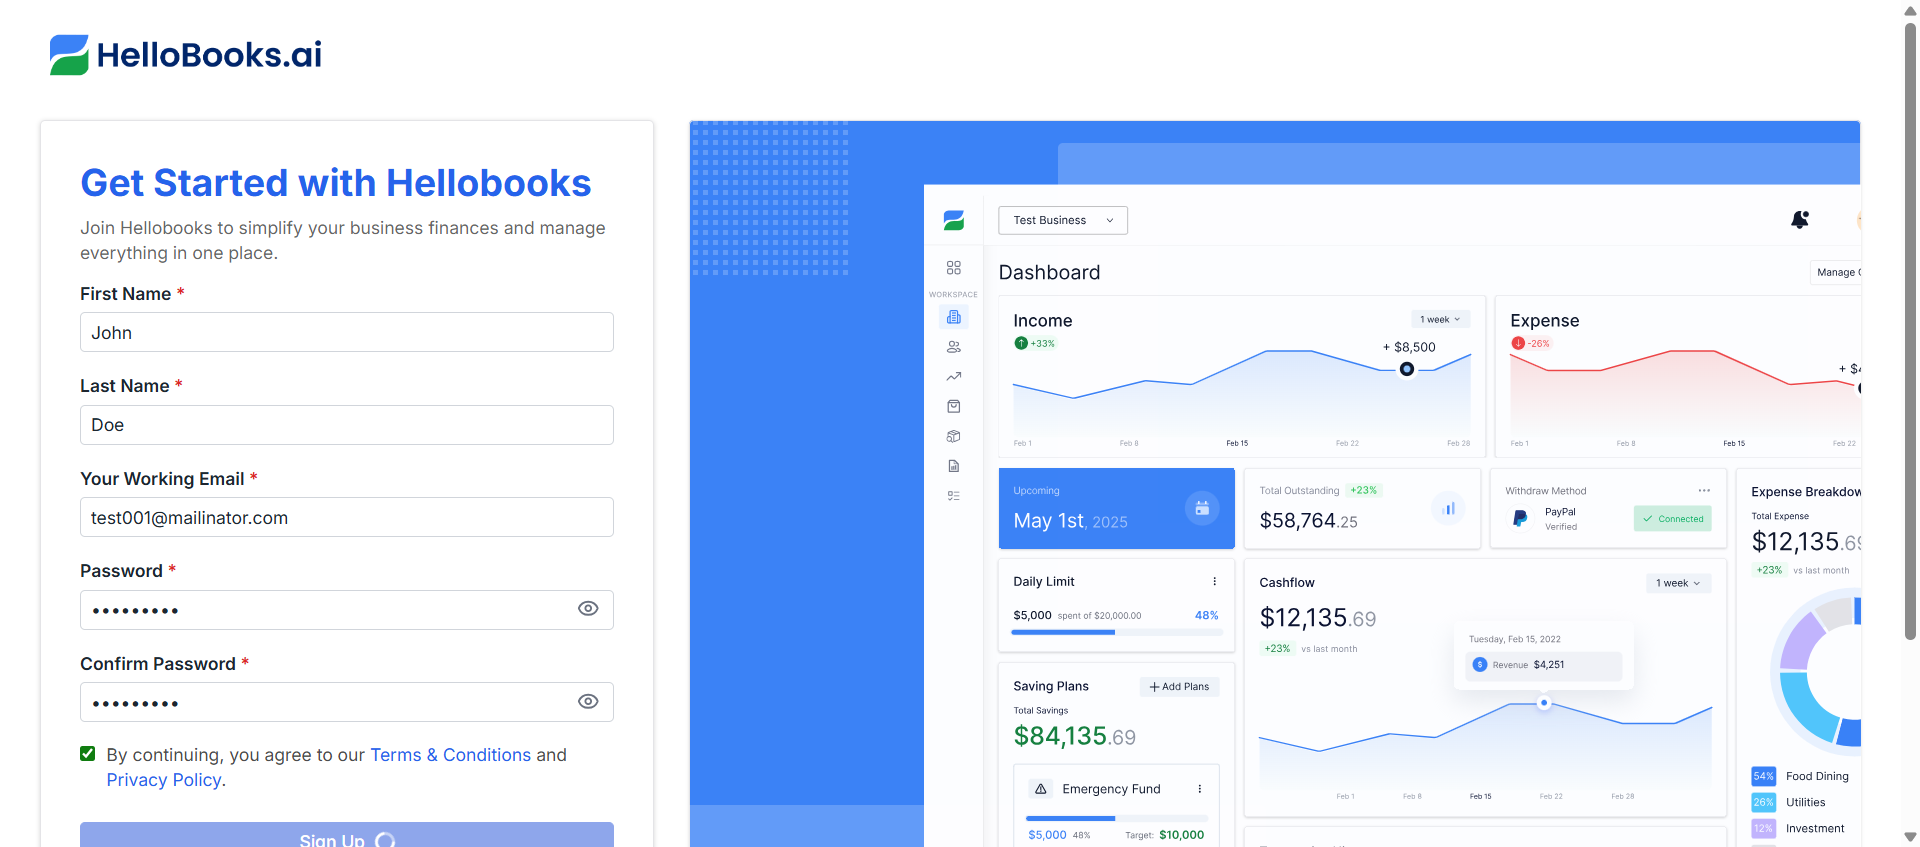 HelloBooks.ai
Get Started with Hellobooks
Join Hellobooks to simplify your business finances and manage
everything in one place.
First Name *
John
Last Name *
Doe
Your Working Email *
test001@mailinator.com
Password *
•••••••••
Confirm Password *
•••••••••
By continuing, you agree to our Terms & Conditions and
Privacy Policy.
Sign Up
Test Business
Dashboard
Manage
WORKSPACE
Income
1 week
+33%
+ $8,500
Feb 1 Feb 8 Feb 15 Feb 22 Feb 28
Expense
-26%
Feb 1 Feb 8 Feb 15 Feb 22
Upcoming
May 1st, 2025
Total Outstanding +23%
$58,764.25
Withdraw Method
PayPal
Verified
Connected
Expense Breakdow
Total Expense
$12,135.69
+23% vs last month
Daily Limit
$5,000 spent of $20,000.00 48%
Cashflow
1 week
$12,135.69
+23% vs last month
Tuesday, Feb 15, 2022
$ Revenue $4,251
Feb 1 Feb 8 Feb 15 Feb 22 Feb 28
Saving Plans
+ Add Plans
Total Savings
$84,135.69
Emergency Fund
$5,000 48% Target: $10,000
54% Food Dining
26% Utilities
12% Investment